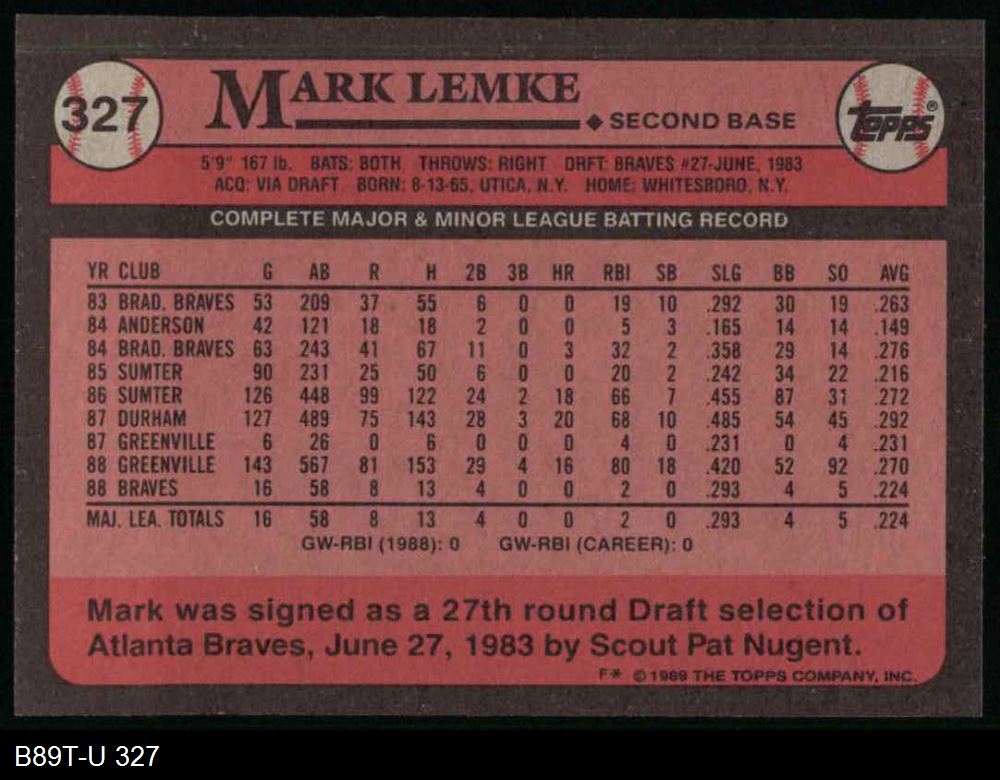 327
MARK LEMKE
◆ SECOND BASE
TOPPS®
5'9" 167 lb. BATS: BOTH THROWS: RIGHT DRFT: BRAVES #27-JUNE, 1983
ACQ: VIA DRAFT BORN: 8-13-65, UTICA, N.Y. HOME: WHITESBORO, N.Y.
COMPLETE MAJOR & MINOR LEAGUE BATTING RECORD
YR CLUB G AB R H 2B 3B HR RBI SB SLG BB SO AVG
83 BRAD. BRAVES 53 209 37 55 6 0 0 19 10 .292 30 19 .263
84 ANDERSON 42 121 18 18 2 0 0 5 3 .165 14 14 .149
84 BRAD. BRAVES 63 243 41 67 11 0 3 32 2 .358 29 14 .276
85 SUMTER 90 231 25 50 6 0 0 20 2 .242 34 22 .216
86 SUMTER 126 448 99 122 24 2 18 66 7 .455 87 31 .272
87 DURHAM 127 489 75 143 28 3 20 68 10 .485 54 45 .292
87 GREENVILLE 6 26 0 6 0 0 0 4 0 .231 0 4 .231
88 GREENVILLE 143 567 81 153 29 4 16 80 18 .420 52 92 .270
88 BRAVES 16 58 8 13 4 0 0 2 0 .293 4 5 .224
MAJ. LEA. TOTALS 16 58 8 13 4 0 0 2 0 .293 4 5 .224
GW-RBI (1988): 0 GW-RBI (CAREER): 0
Mark was signed as a 27th round Draft selection of
Atlanta Braves, June 27, 1983 by Scout Pat Nugent.
F* © 1989 THE TOPPS COMPANY, INC.
B89T-U 327